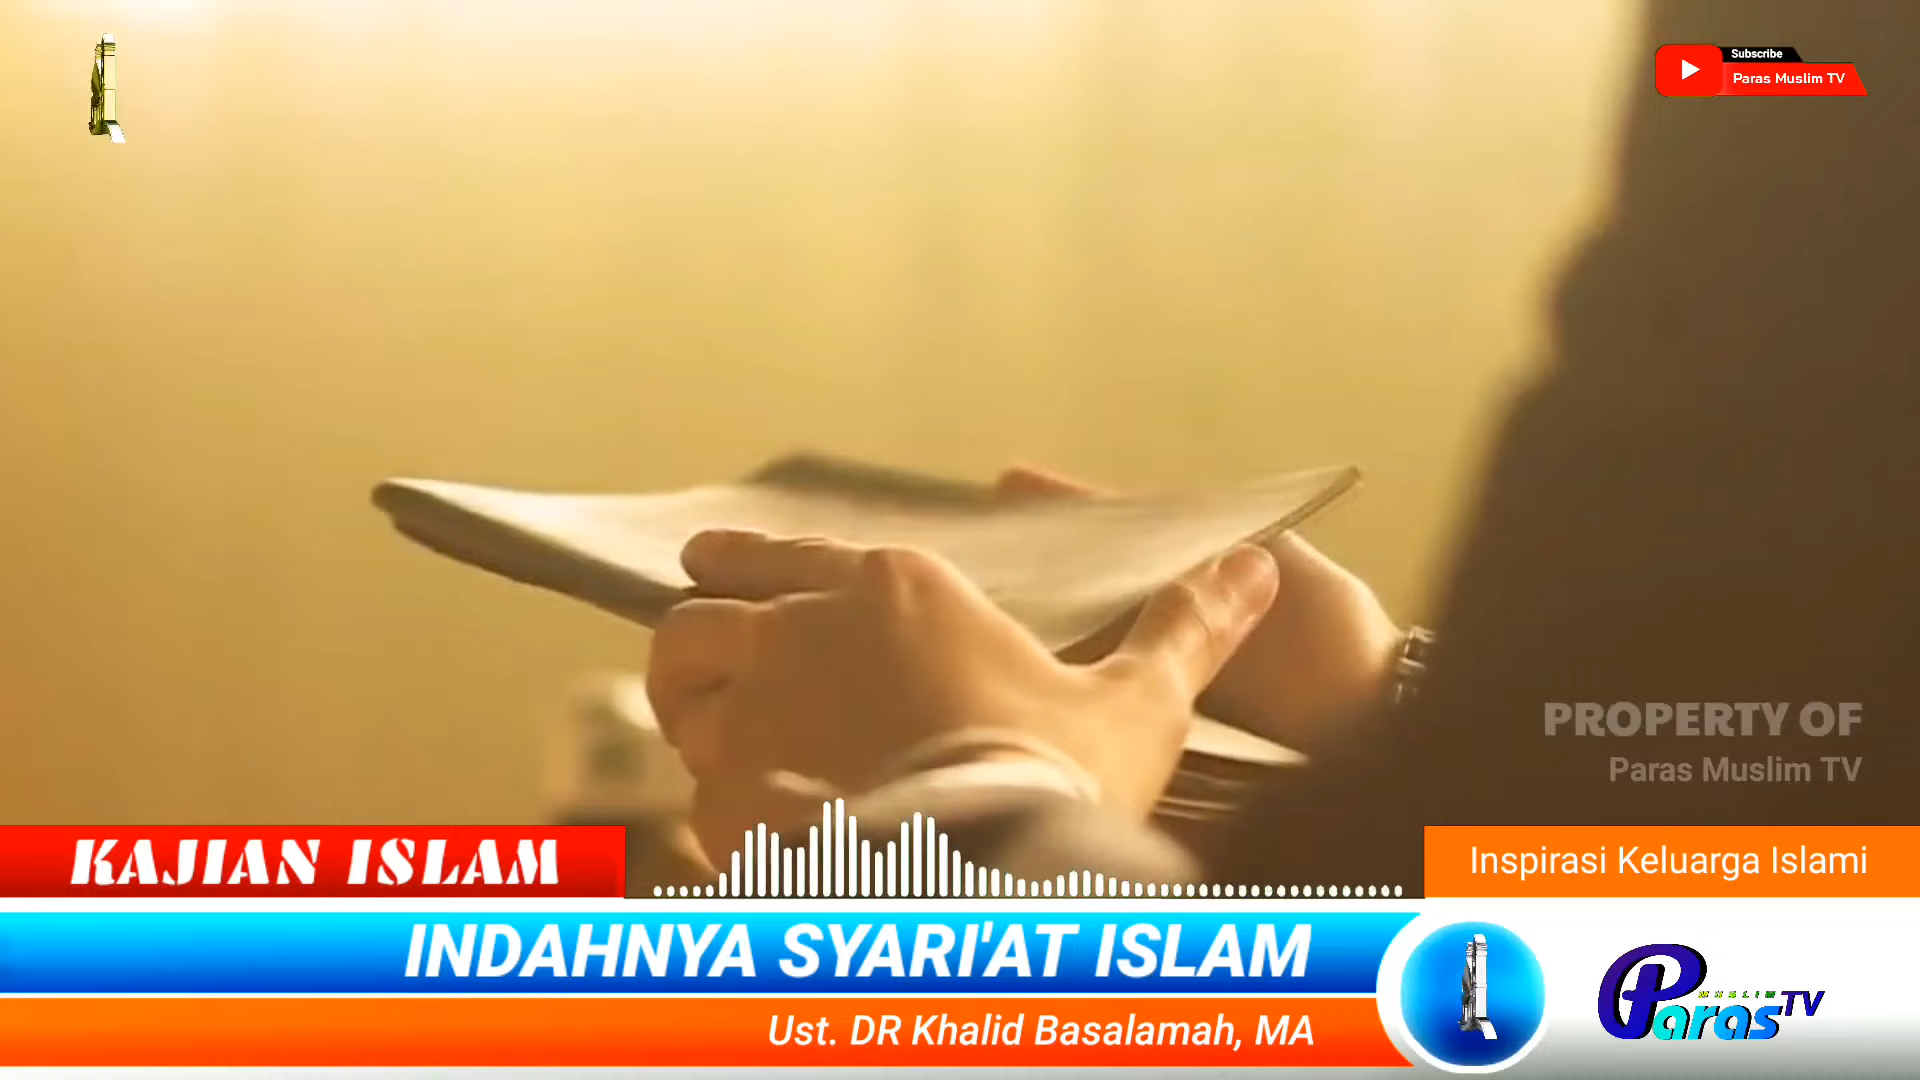 Subscribe
Paras Muslim TV
PROPERTY OF
Paras Muslim TV
KAJIAN ISLAM
Inspirasi Keluarga Islami
INDAHNYA SYARI'AT ISLAM
Ust. DR Khalid Basalamah, MA
MUSLIM
Paras TV